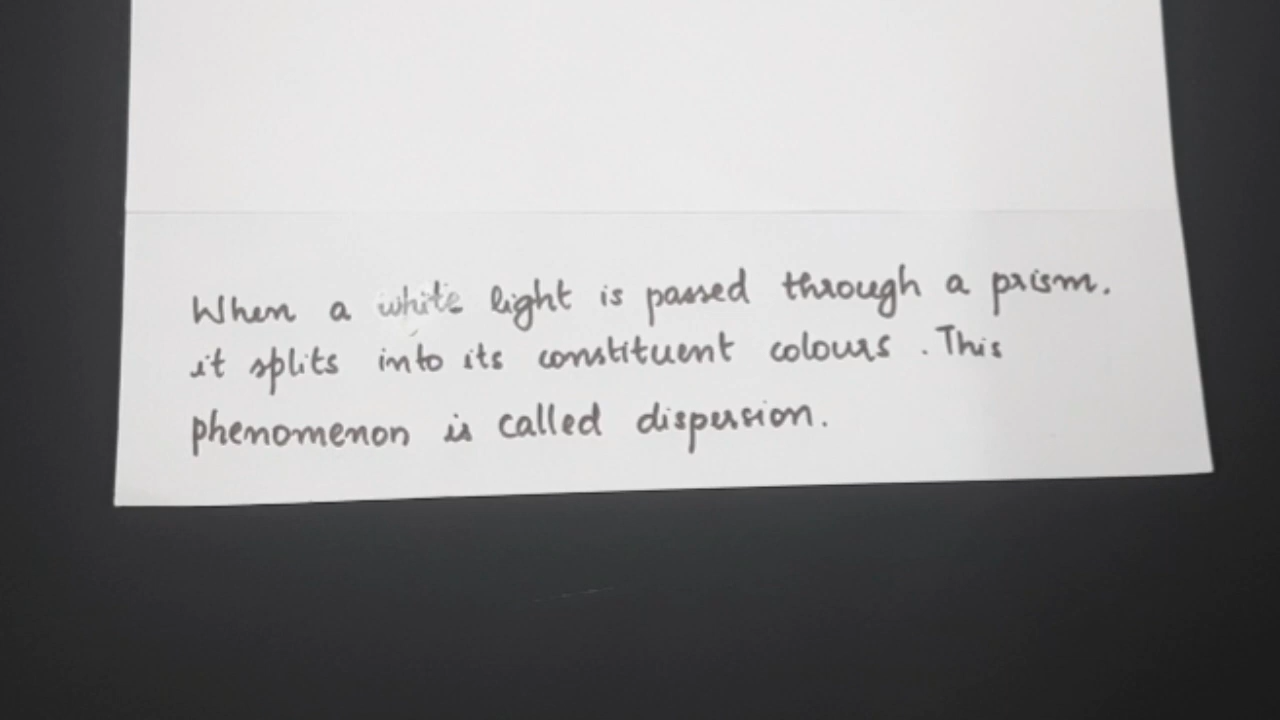 When a white light is passed through a prism.
it splits into its constituent colours. This
phenomenon is called dispersion.